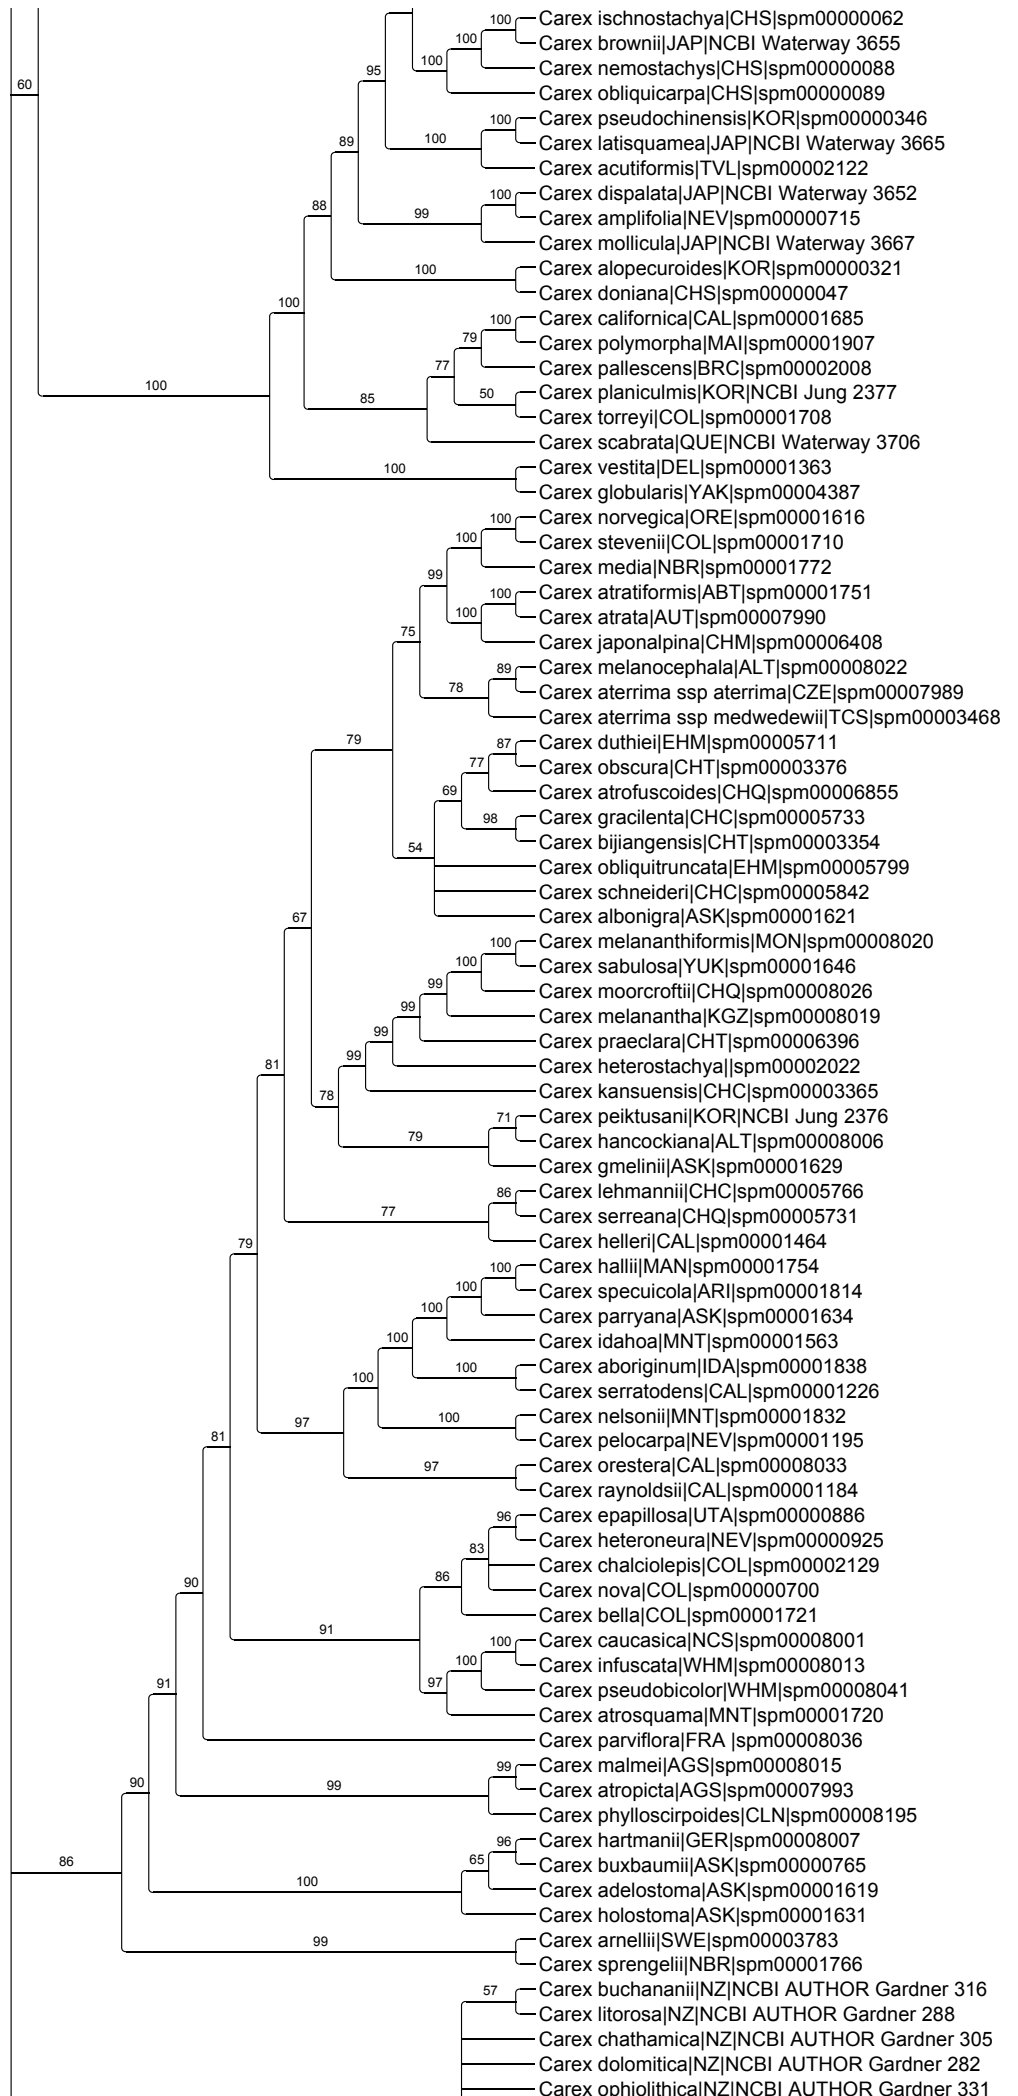 100 Carex ischnostachya|CHS|spm00000062
100 Carex brownii|JAP|NCBI Waterway 3655
100 Carex nemostachys|CHS|spm00000088
95 Carex obliquicarpa|CHS|spm00000089
60
100 Carex pseudochinensis|KOR|spm00000346
100 Carex latisquamea|JAP|NCBI Waterway 3665
89 Carex acutiformis|TVL|spm00002122
100 Carex dispalata|JAP|NCBI Waterway 3652
88 99 Carex amplifolia|NEV|spm00000715
Carex mollicula|JAP|NCBI Waterway 3667
100 Carex alopecuroides|KOR|spm00000321
Carex doniana|CHS|spm00000047
100 100 Carex californica|CAL|spm00001685
79 Carex polymorpha|MAI|spm00001907
77 Carex pallescens|BRC|spm00002008
100 85 50 Carex planiculmis|KOR|NCBI Jung 2377
Carex torreyi|COL|spm00001708
Carex scabrata|QUE|NCBI Waterway 3706
100 Carex vestita|DEL|spm00001363
Carex globularis|YAK|spm00004387
100 Carex norvegica|ORE|spm00001616
100 Carex stevenii|COL|spm00001710
99 Carex media|NBR|spm00001772
100 Carex atratiformis|ABT|spm00001751
100 Carex atrata|AUT|spm00007990
75 Carex japonalpina|CHM|spm00006408
89 Carex melanocephala|ALT|spm00008022
78 Carex aterrima ssp aterrima|CZE|spm00007989
Carex aterrima ssp medwedewii|TCS|spm00003468
79 87 Carex duthiei|EHM|spm00005711
77 Carex obscura|CHT|spm00003376
69 Carex atrofuscoides|CHQ|spm00006855
98 Carex gracilenta|CHC|spm00005733
Carex bijiangensis|CHT|spm00003354
54 Carex obliquitruncata|EHM|spm00005799
Carex schneideri|CHC|spm00005842
67 Carex albonigra|ASK|spm00001621
100 Carex melananthiformis|MON|spm00008020
100 Carex sabulosa|YUK|spm00001646
99 Carex moorcroftii|CHQ|spm00008026
99 Carex melanantha|KGZ|spm00008019
99 Carex praeclara|CHT|spm00006396
81 99 Carex heterostachya||spm00002022
78 Carex kansuensis|CHC|spm00003365
71 Carex peiktusani|KOR|NCBI Jung 2376
79 Carex hancockiana|ALT|spm00008006
Carex gmelinii|ASK|spm00001629
86 Carex lehmannii|CHC|spm00005766
77 Carex serreana|CHQ|spm00005731
79 Carex helleri|CAL|spm00001464
100 Carex hallii|MAN|spm00001754
100 Carex specuicola|ARI|spm00001814
100 Carex parryana|ASK|spm00001634
100 Carex idahoa|MNT|spm00001563
100 100 Carex aboriginum|IDA|spm00001838
Carex serratodens|CAL|spm00001226
97 100 Carex nelsonii|MNT|spm00001832
81 Carex pelocarpa|NEV|spm00001195
97 Carex orestera|CAL|spm00008033
Carex raynoldsii|CAL|spm00001184
96 Carex epapillosa|UTA|spm00000886
83 Carex heteroneura|NEV|spm00000925
90 86 Carex chalciolepis|COL|spm00002129
Carex nova|COL|spm00000700
91 Carex bella|COL|spm00001721
100 Carex caucasica|NCS|spm00008001
100 Carex infuscata|WHM|spm00008013
91 97 Carex pseudobicolor|WHM|spm00008041
Carex atrosquama|MNT|spm00001720
Carex parviflora|FRA |spm00008036
99 Carex malmei|AGS|spm00008015
90 99 Carex atropicta|AGS|spm00007993
Carex phylloscirpoides|CLN|spm00008195
96 Carex hartmanii|GER|spm00008007
86 65 Carex buxbaumii|ASK|spm00000765
100 Carex adelostoma|ASK|spm00001619
Carex holostoma|ASK|spm00001631
99 Carex arnellii|SWE|spm00003783
Carex sprengelii|NBR|spm00001766
57 Carex buchananii|NZ|NCBI AUTHOR Gardner 316
Carex litorosa|NZ|NCBI AUTHOR Gardner 288
Carex chathamica|NZ|NCBI AUTHOR Gardner 305
Carex dolomitica|NZ|NCBI AUTHOR Gardner 282
Carex ophiolithica|NZ|NCBI AUTHOR Gardner 331